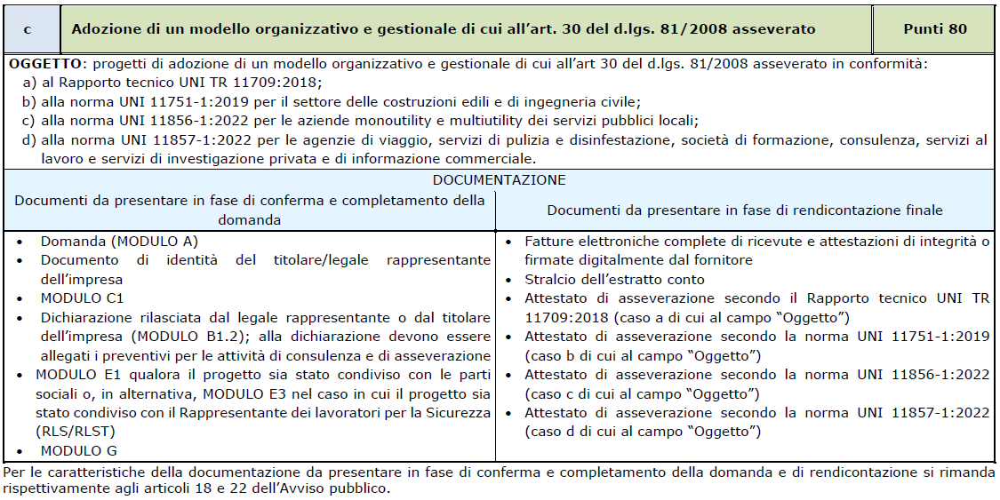 c
Adozione di un modello organizzativo e gestionale di cui all’art. 30 del d.lgs. 81/2008 asseverato
Punti 80
OGGETTO: progetti di adozione di un modello organizzativo e gestionale di cui all’art 30 del d.lgs. 81/2008 asseverato in conformità:
a) al Rapporto tecnico UNI TR 11709:2018;
b) alla norma UNI 11751-1:2019 per il settore delle costruzioni edili e di ingegneria civile;
c) alla norma UNI 11856-1:2022 per le aziende monoutility e multiutility dei servizi pubblici locali;
d) alla norma UNI 11857-1:2022 per le agenzie di viaggio, servizi di pulizia e disinfestazione, società di formazione, consulenza, servizi al
lavoro e servizi di investigazione privata e di informazione commerciale.
DOCUMENTAZIONE
Documenti da presentare in fase di conferma e completamento della
domanda
• Domanda (MODULO A)
• Documento di identità del titolare/legale rappresentante
dell’impresa
• MODULO C1
• Dichiarazione rilasciata dal legale rappresentante o dal titolare
dell’impresa (MODULO B1.2); alla dichiarazione devono essere
allegati i preventivi per le attività di consulenza e di asseverazione
• MODULO E1 qualora il progetto sia stato condiviso con le parti
sociali o, in alternativa, MODULO E3 nel caso in cui il progetto sia
stato condiviso con il Rappresentante dei lavoratori per la Sicurezza
(RLS/RLST)
• MODULO G
Documenti da presentare in fase di rendicontazione finale
• Fatture elettroniche complete di ricevute e attestazioni di integrità o
firmate digitalmente dal fornitore
• Stralcio dell’estratto conto
• Attestato di asseverazione secondo il Rapporto tecnico UNI TR
11709:2018 (caso a di cui al campo “Oggetto”)
• Attestato di asseverazione secondo la norma UNI 11751-1:2019
(caso b di cui al campo “Oggetto”)
• Attestato di asseverazione secondo la norma UNI 11856-1:2022
(caso c di cui al campo “Oggetto”)
• Attestato di asseverazione secondo la norma UNI 11857-1:2022
(caso d di cui al campo “Oggetto”)
Per le caratteristiche della documentazione da presentare in fase di conferma e completamento della domanda e di rendicontazione si rimanda
rispettivamente agli articoli 18 e 22 dell’Avviso pubblico.